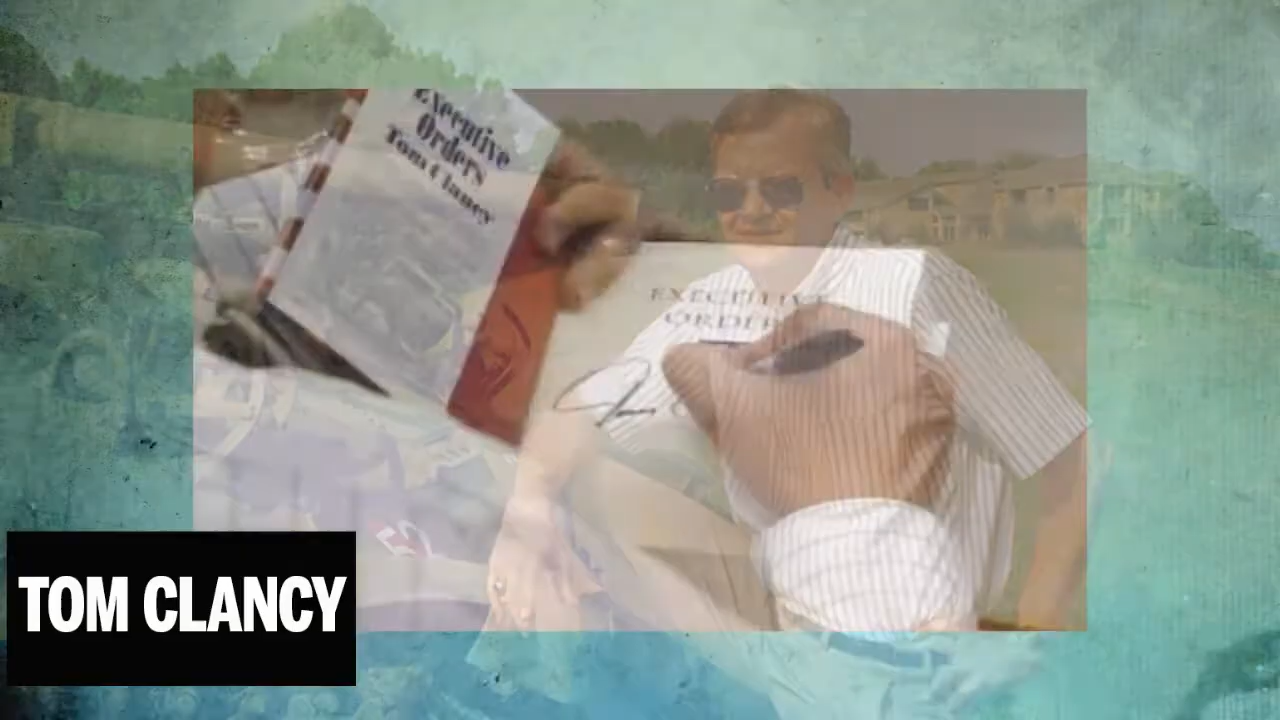 Executive
Orders
Tom Clancy
EXECUTIVE
ORDERS
TOM CLANCY